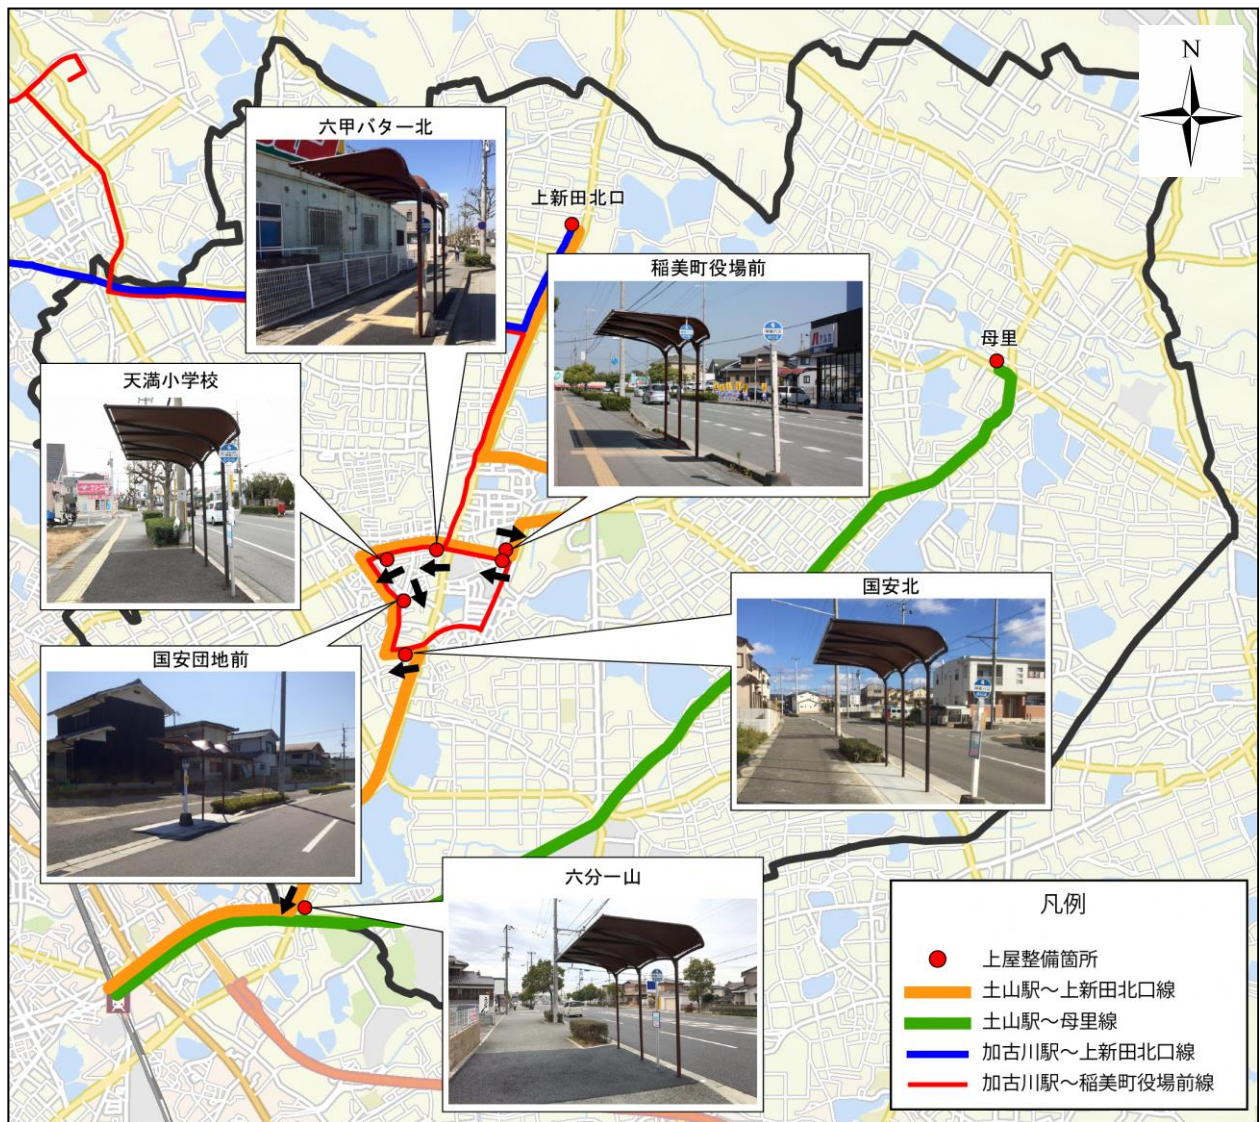 N
六甲バター北
上新田北口
稲美町役場前
母里
天満小学校
国安北
国安団地前
六分一山
凡例
上屋整備箇所
土山駅～上新田北口線
土山駅～母里線
加古川駅～上新田北口線
加古川駅～稲美町役場前線